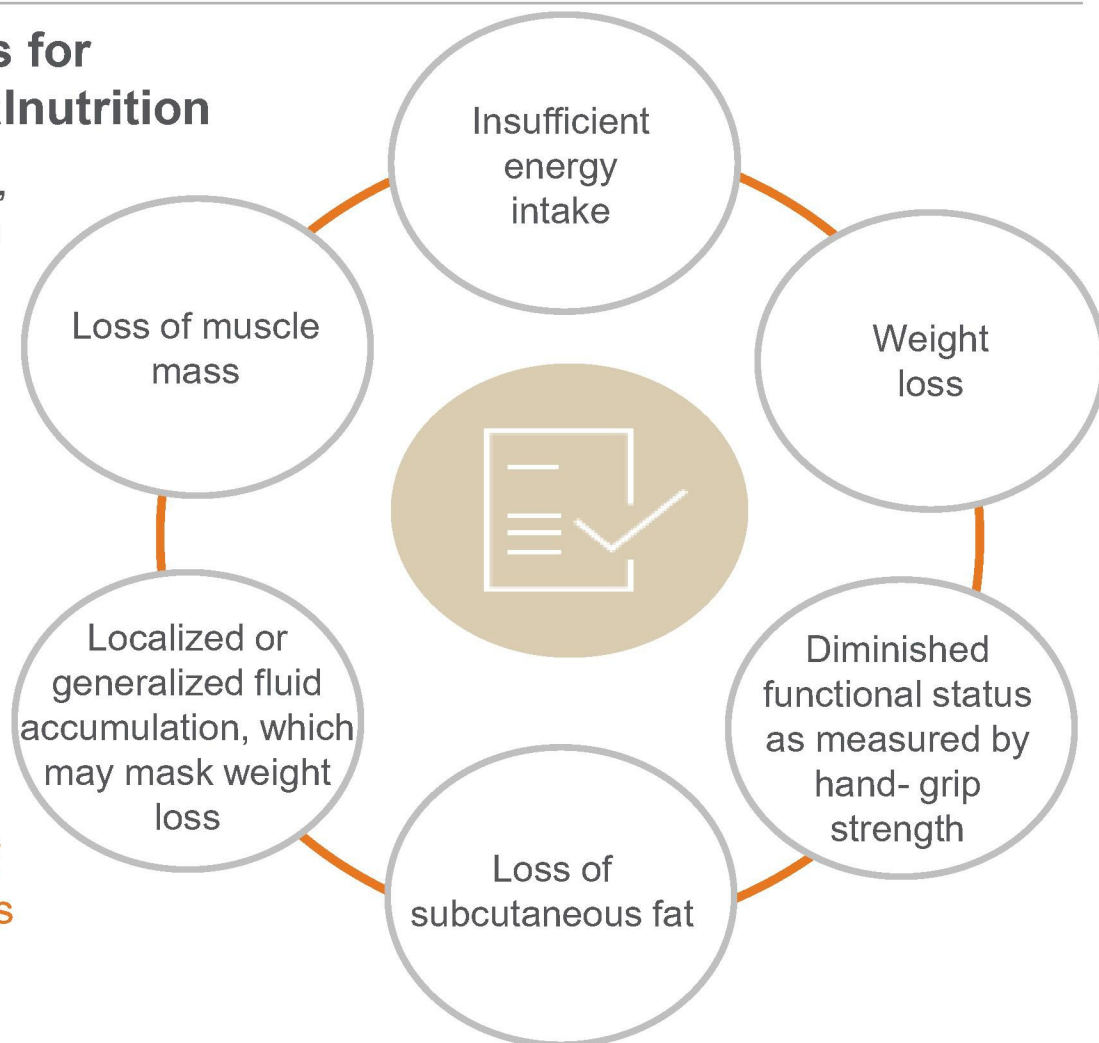 s for
lnutrition
,
Insufficient
energy
intake
Weight
loss
Diminished
functional status
as measured by
hand- grip
strength
Loss of
subcutaneous fat
Localized or
generalized fluid
accumulation, which
may mask weight
loss
Loss of muscle
mass
s